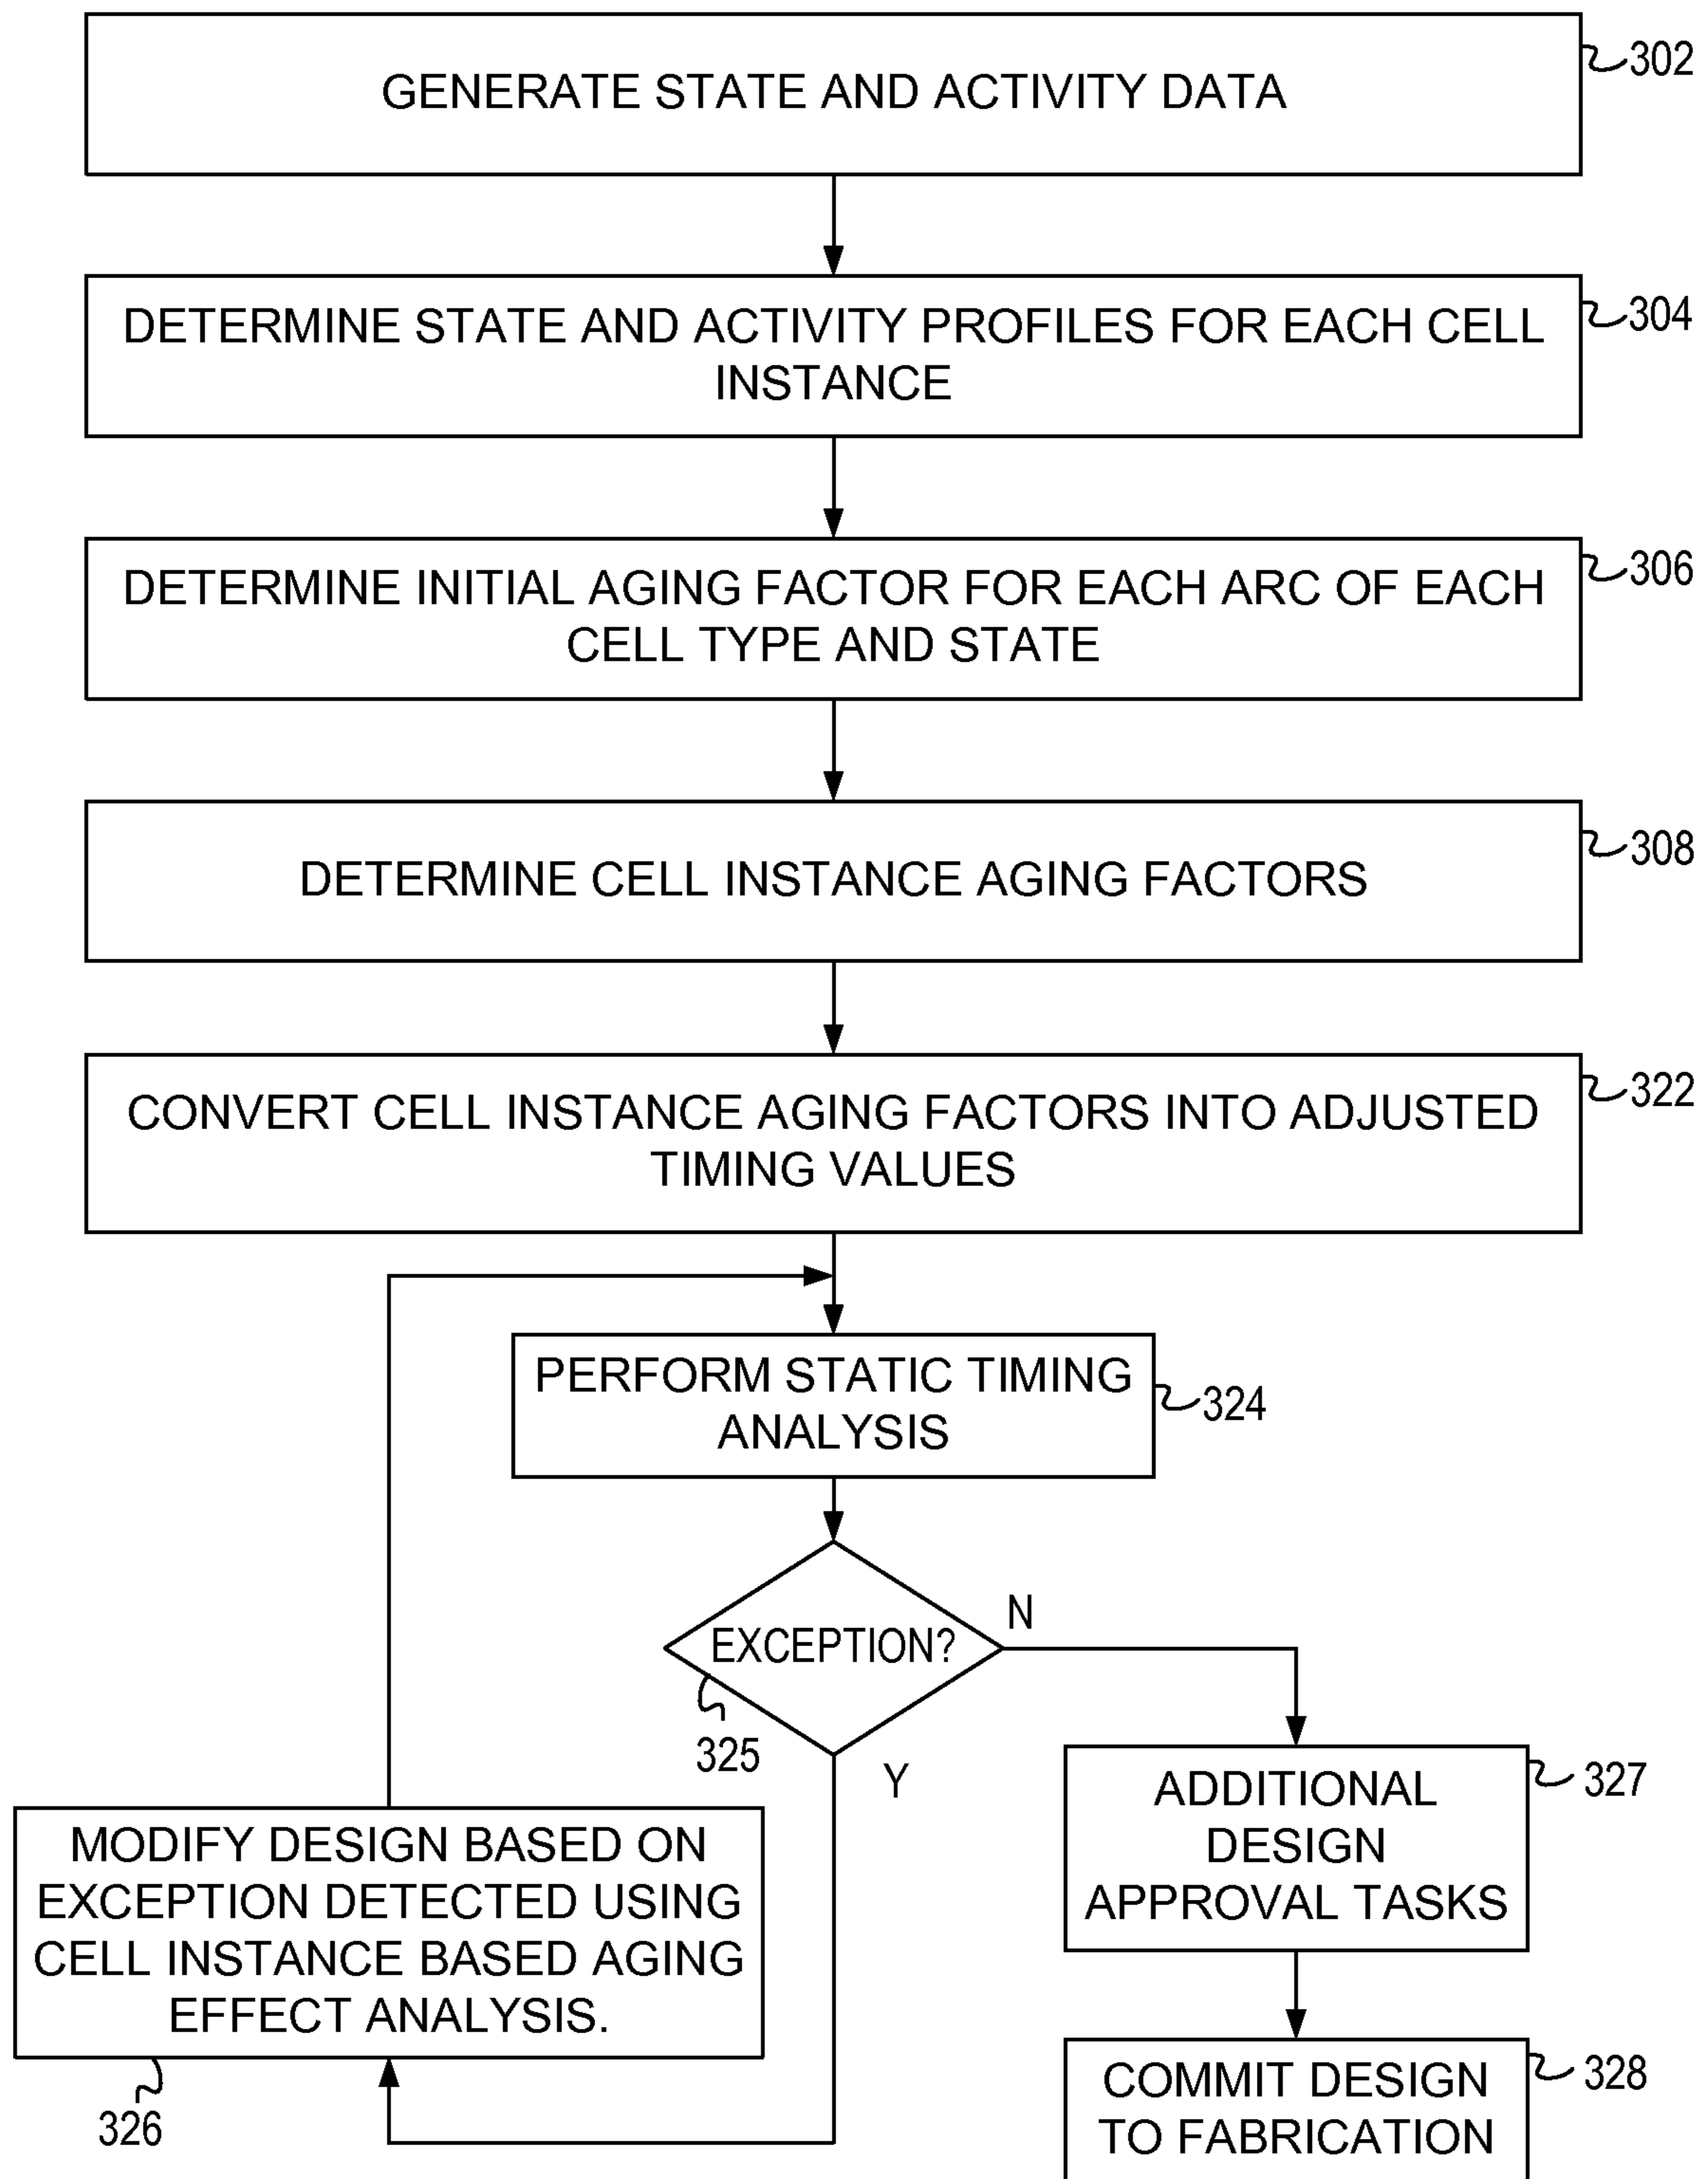 GENERATE STATE AND ACTIVITY DATA
302
DETERMINE STATE AND ACTIVITY PROFILES FOR EACH CELL
INSTANCE
304
DETERMINE INITIAL AGING FACTOR FOR EACH ARC OF EACH
CELL TYPE AND STATE
306
DETERMINE CELL INSTANCE AGING FACTORS
308
CONVERT CELL INSTANCE AGING FACTORS INTO ADJUSTED
TIMING VALUES
322
PERFORM STATIC TIMING
ANALYSIS
324
EXCEPTION?
325
N
Y
MODIFY DESIGN BASED ON
EXCEPTION DETECTED USING
CELL INSTANCE BASED AGING
EFFECT ANALYSIS.
326
ADDITIONAL
DESIGN
APPROVAL TASKS
327
COMMIT DESIGN
TO FABRICATION
328